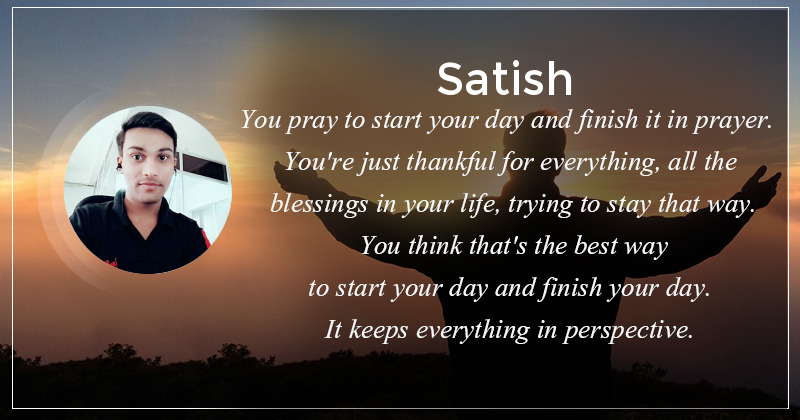 Satish
You pray to start your day and finish it in prayer.
You're just thankful for everything, all the
blessings in your life, trying to stay that way.
You think that's the best way
to start your day and finish your day.
It keeps everything in perspective.